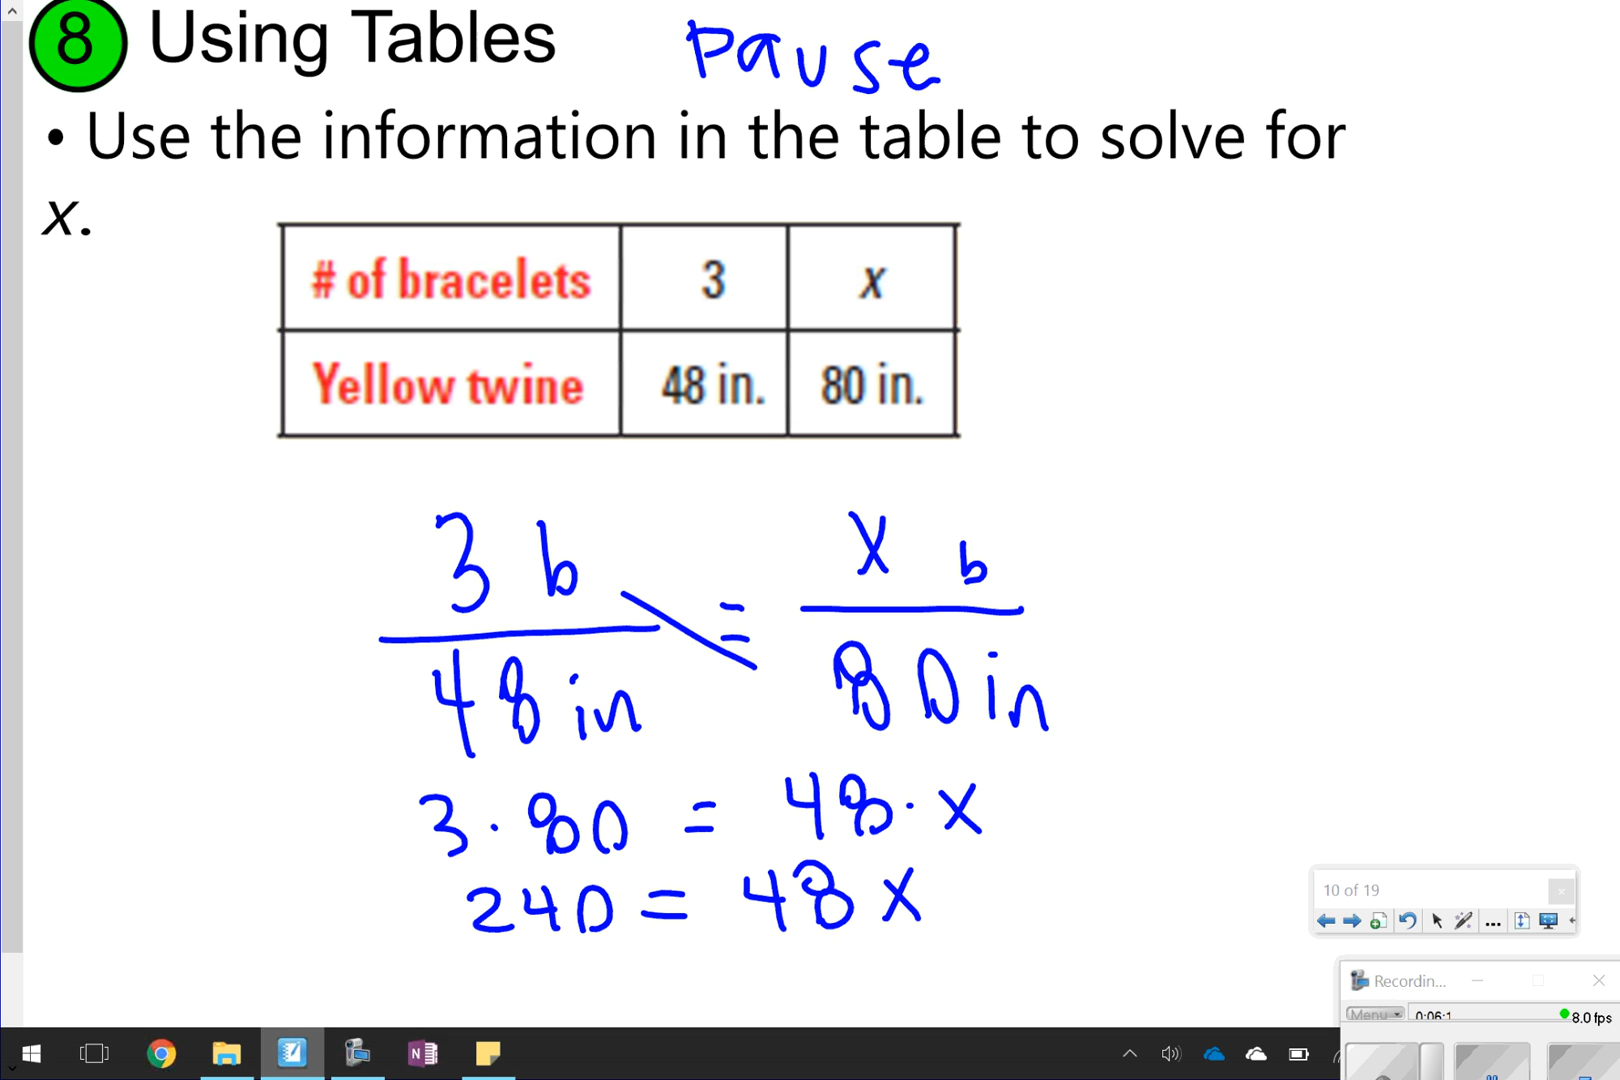 8 Using Tables pause
• Use the information in the table to solve for
x.
# of bracelets 3 x
Yellow twine 48 in. 80 in.
3 b = x b
48 in 80 in
3 · 80 = 48 · x
240 = 48 x
10 of 19
Recordin...
Menu 0:06:1 8.0 fps